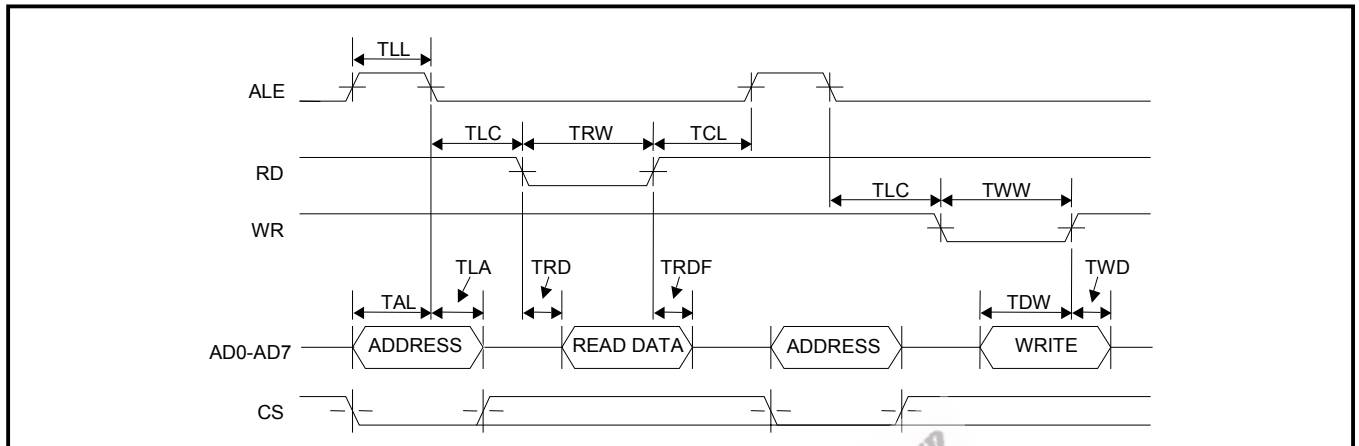 TLL
ALE
TLC TRW TCL
RD
TLC TWW
WR
TLA TRD TRDF TWD
TAL TDW
AD0-AD7 ADDRESS READ DATA ADDRESS WRITE
CS